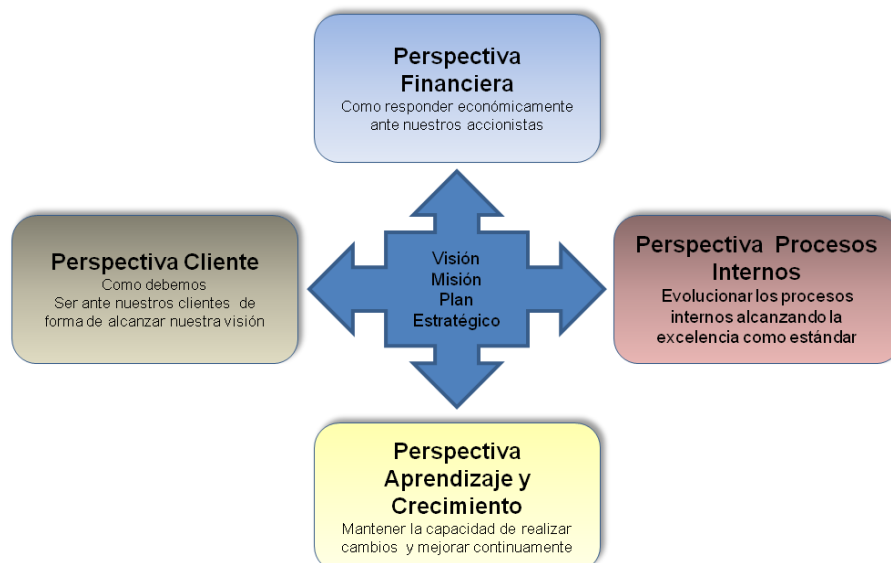 Perspectiva
Financiera
Como responder económicamente
ante nuestros accionistas
Perspectiva Cliente
Como debemos
Ser ante nuestros clientes de
forma de alcanzar nuestra visión
Visión
Misión
Plan
Estratégico
Perspectiva Procesos
Internos
Evolucionar los procesos
internos alcanzando la
excelencia como estándar
Perspectiva
Aprendizaje y
Crecimiento
Mantener la capacidad de realizar
cambios y mejorar continuamente